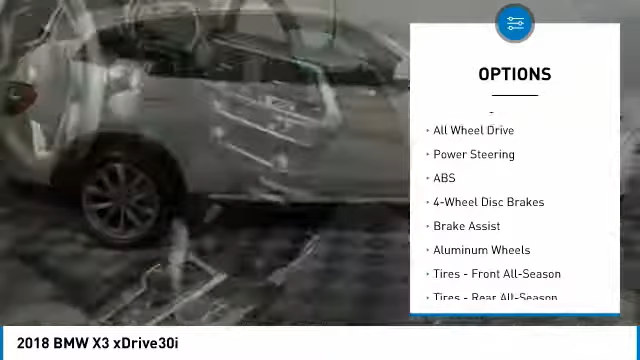 OPTIONS
All Wheel Drive
Power Steering
ABS
4-Wheel Disc Brakes
Brake Assist
Aluminum Wheels
Tires - Front All-Season
Tires - Rear All-Season
2018 BMW X3 xDrive30i